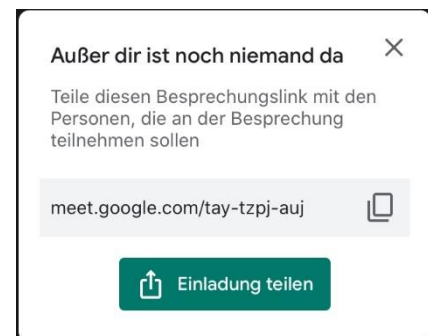 Außer dir ist noch niemand da
Teile diesen Besprechungslink mit den
Personen, die an der Besprechung
teilnehmen sollen
meet.google.com/tay-tzpj-auj
Einladung teilen